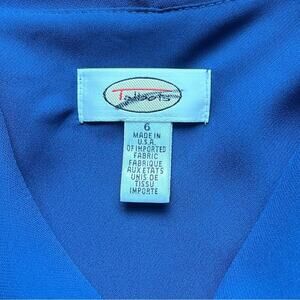 Talbots
6
MADE IN
U.S.A.
OF IMPORTED
FABRIC
FABRIQUE
AUX ETATS
UNIS DE
TISSU
IMPORTE